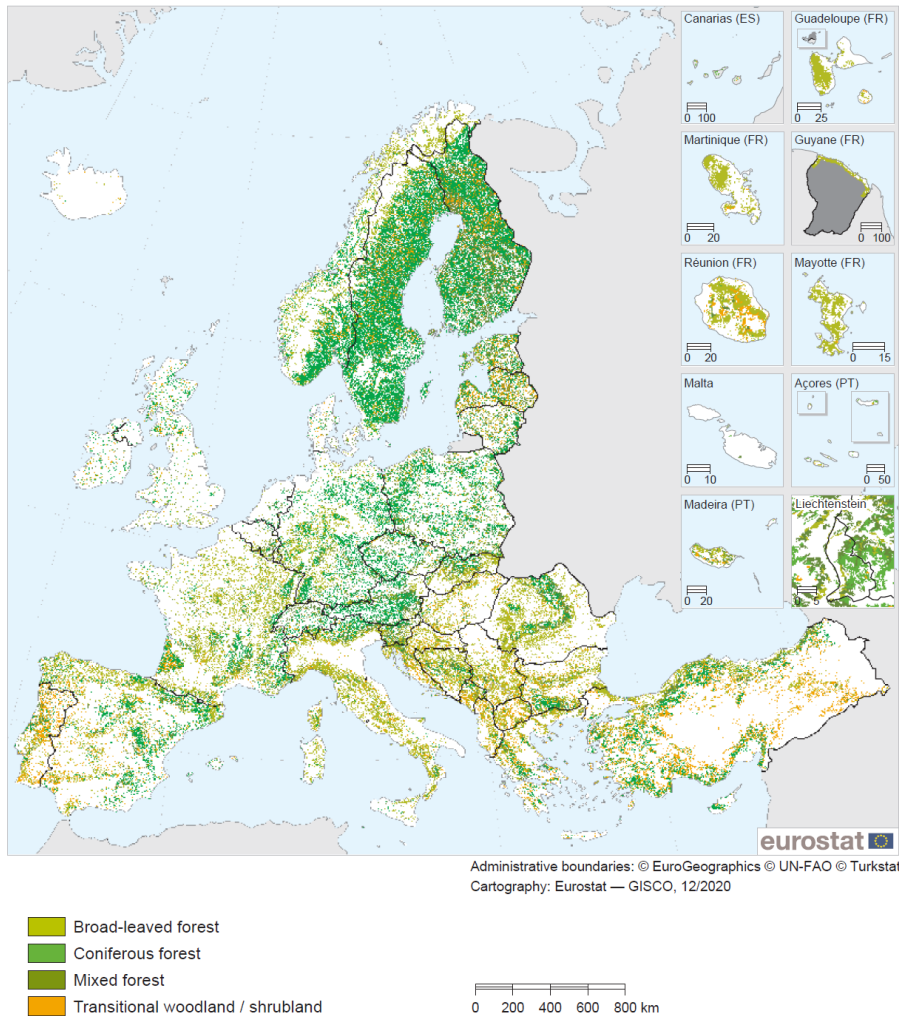 Canarias (ES)
0 100
Guadeloupe (FR)
0 25
Martinique (FR)
0 20
Guyane (FR)
0 100
Réunion (FR)
0 20
Mayotte (FR)
0 15
Malta
0 10
Açores (PT)
0 50
Madeira (PT)
0 20
Liechtenstein
0 5
eurostat
Administrative boundaries: © EuroGeographics © UN-FAO © Turkstat
Cartography: Eurostat — GISCO, 12/2020
Broad-leaved forest
Coniferous forest
Mixed forest
Transitional woodland / shrubland
0 200 400 600 800 km